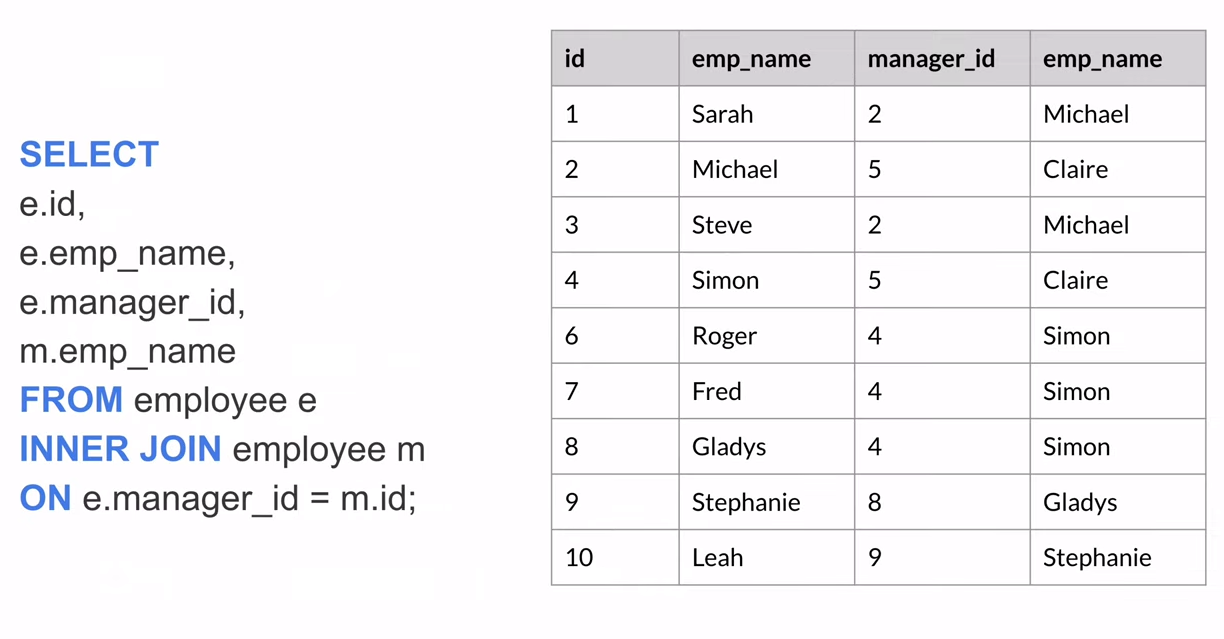 SELECT
e.id,
e.emp_name,
e.manager_id,
m.emp_name
FROM employee e
INNER JOIN employee m
ON e.manager_id = m.id;
id emp_name manager_id emp_name
1 Sarah 2 Michael
2 Michael 5 Claire
3 Steve 2 Michael
4 Simon 5 Claire
6 Roger 4 Simon
7 Fred 4 Simon
8 Gladys 4 Simon
9 Stephanie 8 Gladys
10 Leah 9 Stephanie